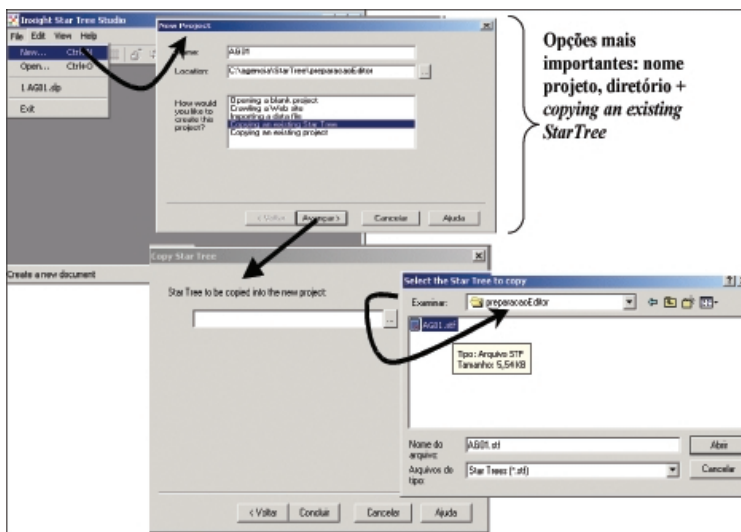 Inxight Star Tree Studio
File Edit View Help
New... Ctrl+N
Open... Ctrl+O
1 AG01.slp
Exit
Create a new document
New Project
Name: AG01
Location: C:\agencia\StarTree\preparacaoEditor
...
How would you like to create this project?
Opening a blank project
Crawling a Web site
Importing a data file
Copying an existing Star Tree
Copying an existing project
< Voltar
Avançar >
Cancelar
Ajuda
Opções mais
importantes: nome
projeto, diretório +
copying an existing
StarTree
Copy Star Tree
Star Tree to be copied into the new project:
...
< Voltar
Concluir
Cancelar
Ajuda
Select the Star Tree to copy
Examinar: preparacaoEditor
AG01.stf
Tipo: Arquivo STF
Tamanho: 5,54 KB
Nome do arquivo: AG01.stf
Abrir
Arquivos do tipo: Star Trees (*.stf)
Cancelar